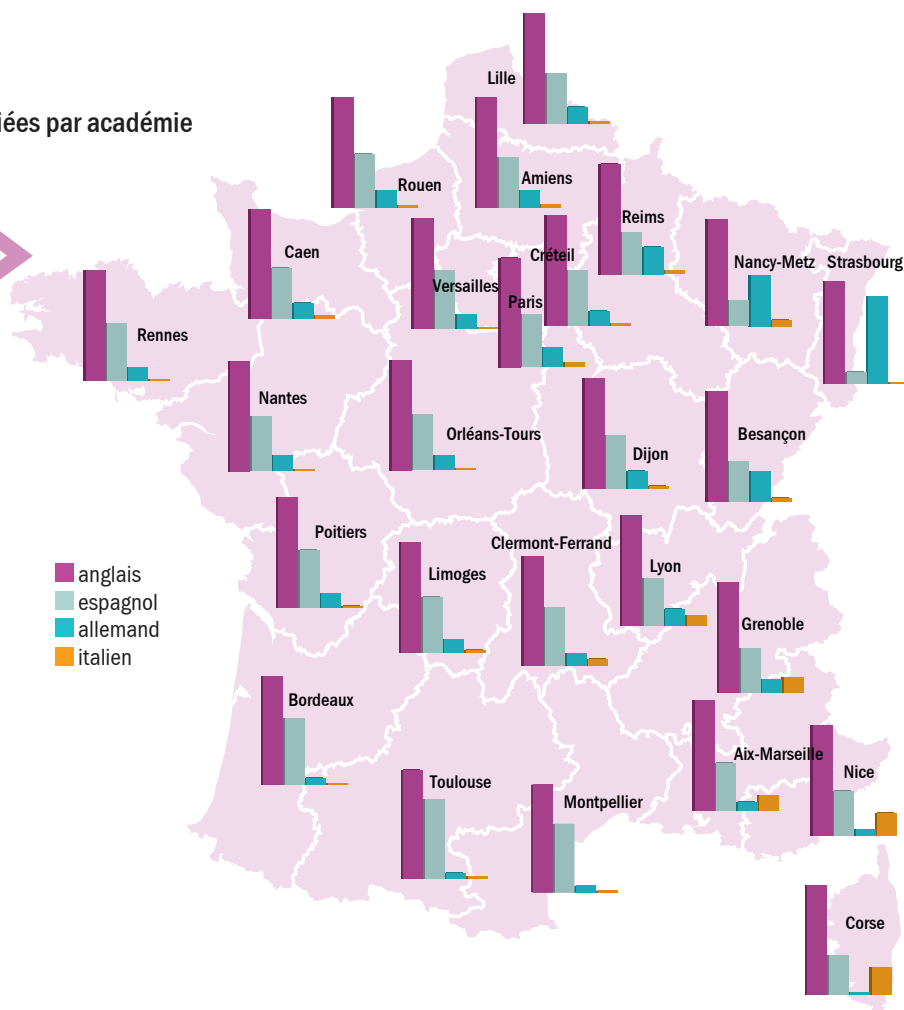 iées par académie
Lille
Rouen
Amiens
Reims
Caen
Créteil
Nancy-Metz
Strasbourg
Versailles
Paris
Rennes
Nantes
Orléans-Tours
Dijon
Besançon
Poitiers
Clermont-Ferrand
Limoges
Lyon
anglais
espagnol
allemand
italien
Grenoble
Bordeaux
Aix-Marseille
Nice
Toulouse
Montpellier
Corse